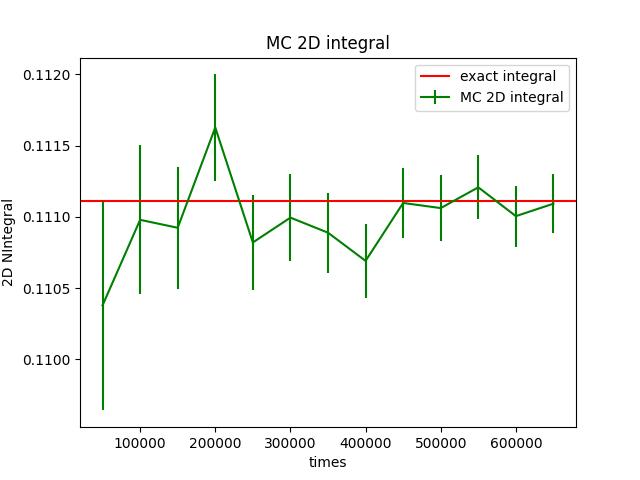 MC 2D integral
exact integral
MC 2D integral
2D NIntegral
0.1120
0.1115
0.1110
0.1105
0.1100
100000 200000 300000 400000 500000 600000
times